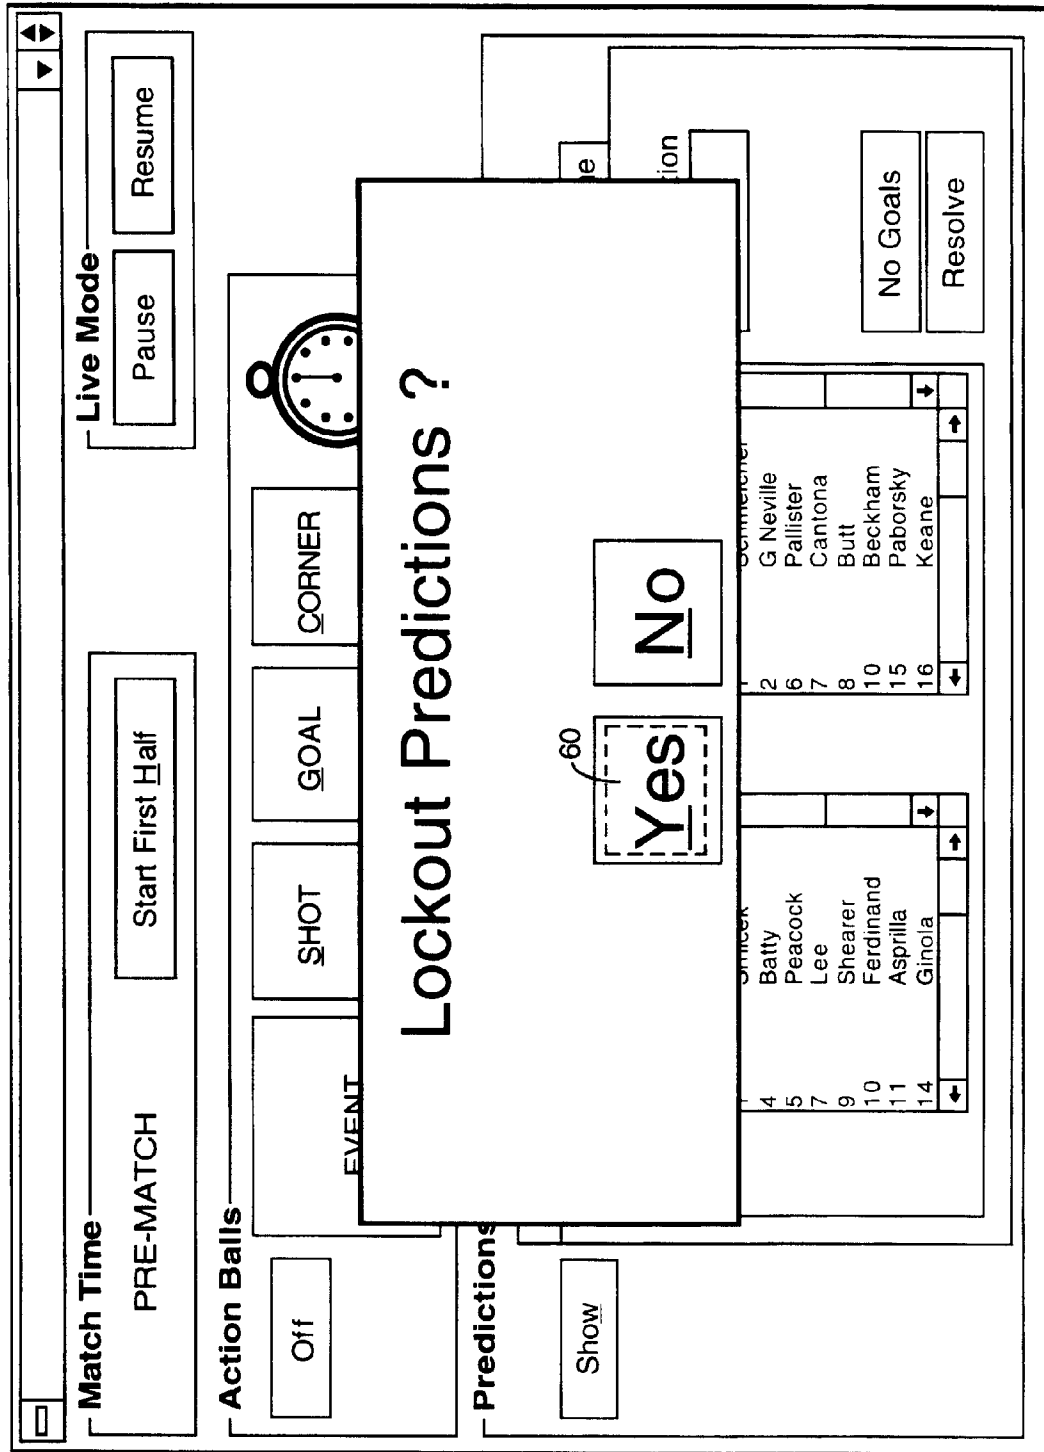 Match Time
PRE-MATCH
Start First Half
Live Mode
Pause
Resume
Action Balls
Off
EVENT
SHOT
GOAL
CORNER
Lockout Predictions ?
60
Yes
No
Predictions
Show
4 Batty
5 Peacock
7 Lee
9 Shearer
10 Ferdinand
11 Asprilla
14 Ginola
2 G Neville
6 Pallister
7 Cantona
8 Butt
10 Beckham
15 Paborsky
16 Keane
No Goals
Resolve